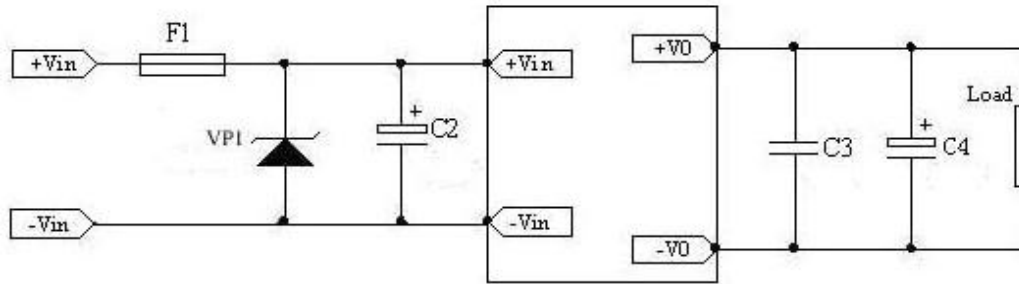 F1
+Vin
+Vin
+V0
Load
VP1
+
C2
C3
+
C4
-Vin
-Vin
-V0